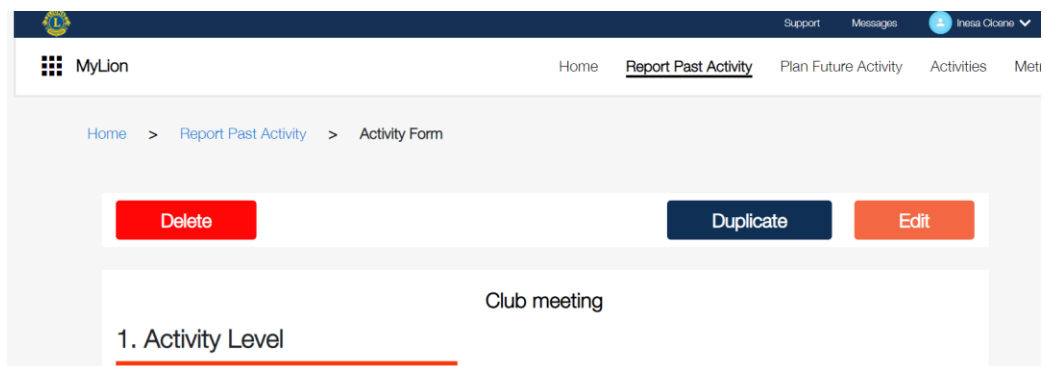 Support Messages Inesa Cicene
MyLion Home Report Past Activity Plan Future Activity Activities Met
Home > Report Past Activity > Activity Form
Delete Duplicate Edit
Club meeting
1. Activity Level